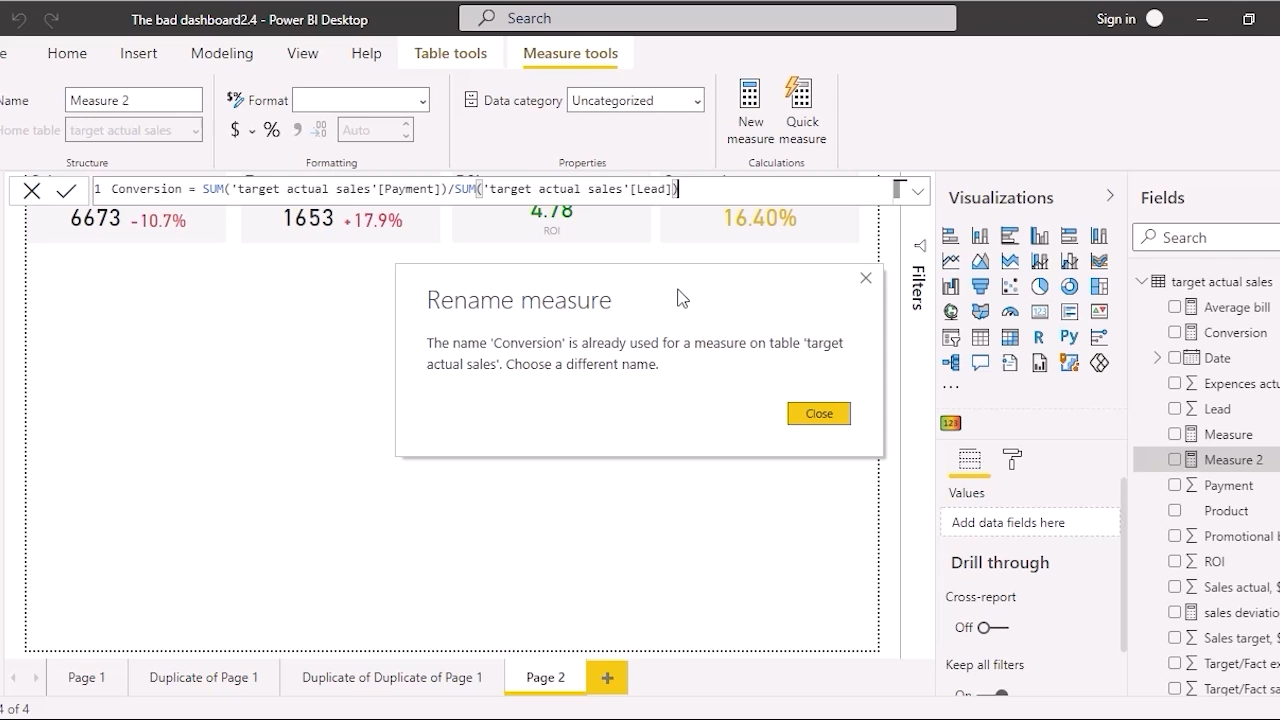 The bad dashboard2.4 - Power BI Desktop
Search
Sign in
Home
Insert
Modeling
View
Help
Table tools
Measure tools
Measure 2
Format
Data category
Uncategorized
New measure
Quick measure
target actual sales
$
%
Auto
Structure
Formatting
Properties
Calculations
1 Conversion = SUM('target actual sales'[Payment])/SUM('target actual sales'[Lead])
6673 -10.7%
1653 +17.9%
4.78
ROI
16.40%
Rename measure
The name 'Conversion' is already used for a measure on table 'target
actual sales'. Choose a different name.
Close
Filters
Visualizations
R
Py
...
123
Values
Add data fields here
Drill through
Cross-report
Off
Keep all filters
On
Fields
Search
target actual sales
Average bill
Conversion
Date
Expences actu
Lead
Measure
Measure 2
Payment
Product
Promotional
ROI
Sales actual, $
sales deviatio
Sales target, $
Target/Fact e
Target/Fact sa
Page 1
Duplicate of Page 1
Duplicate of Duplicate of Page 1
Page 2
+
4 of 4